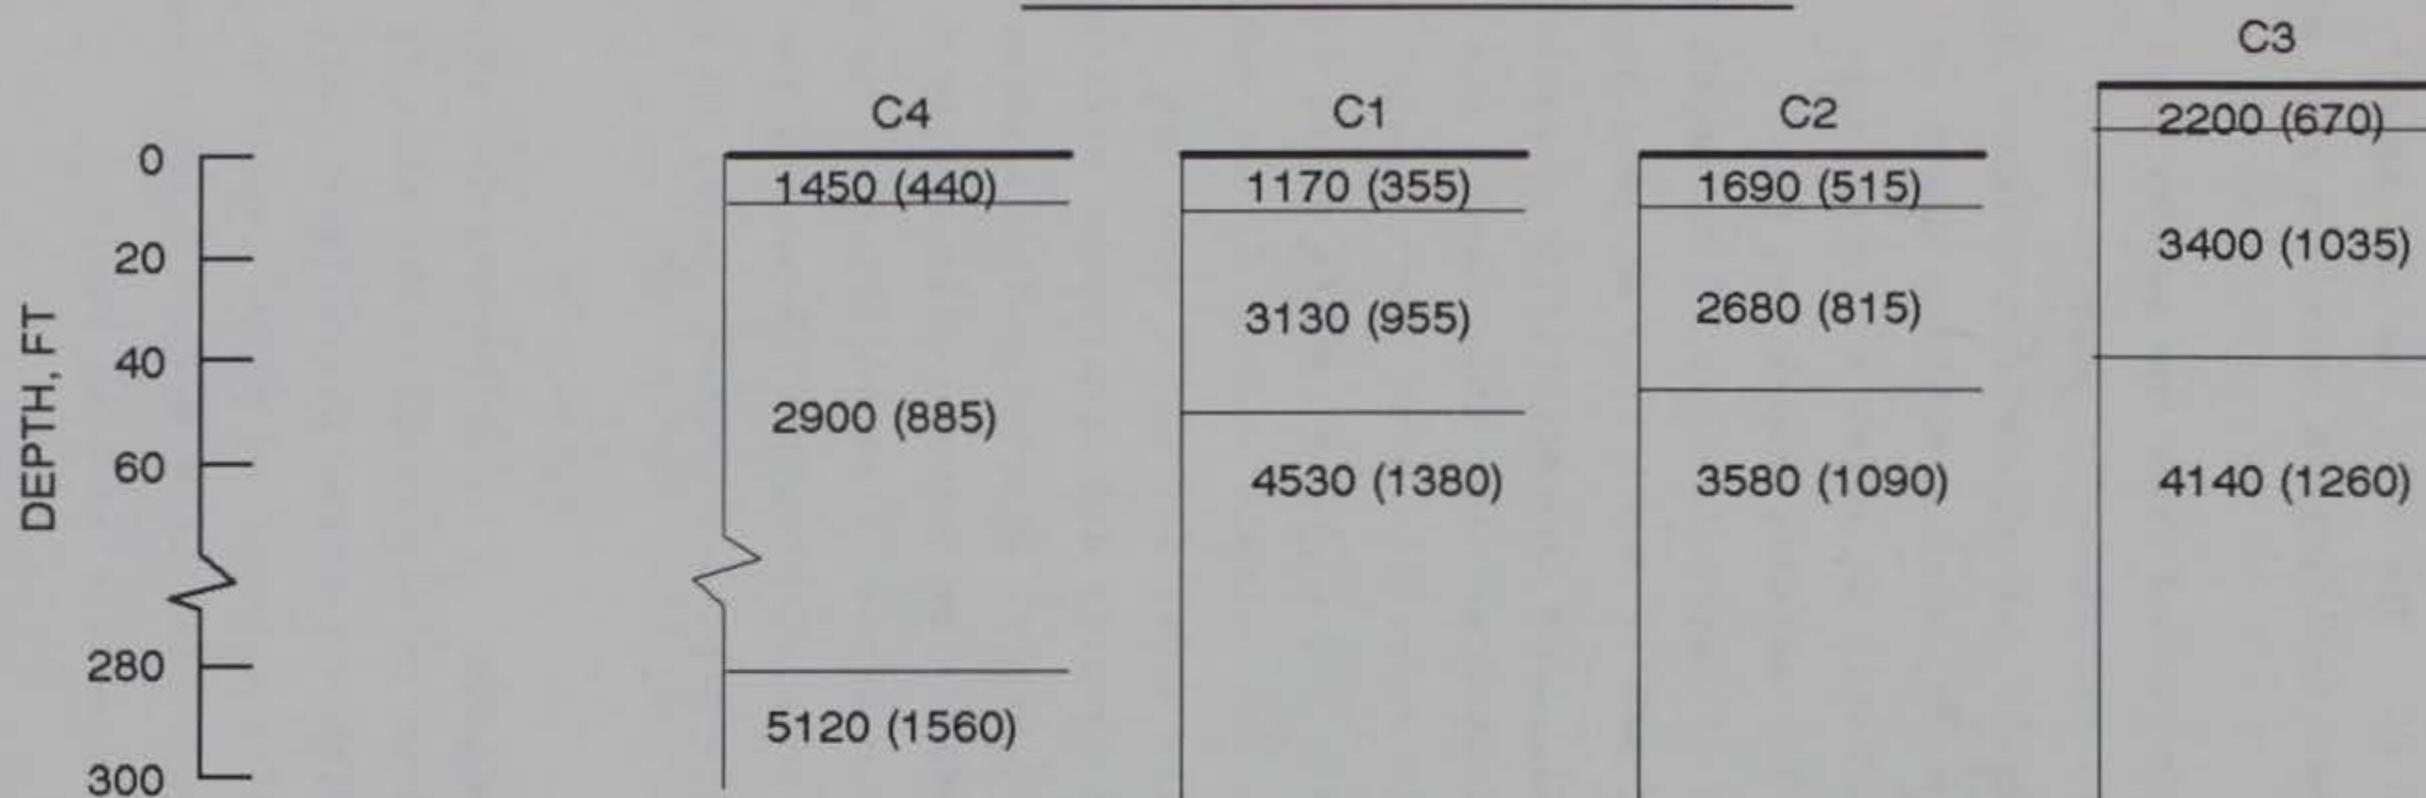 C3
C4 C1 C2
2200 (670)
0
1450 (440) 1170 (355) 1690 (515)
20
3400 (1035)
3130 (955) 2680 (815)
40
2900 (885)
60
4530 (1380) 3580 (1090) 4140 (1260)
DEPTH, FT
280
5120 (1560)
300